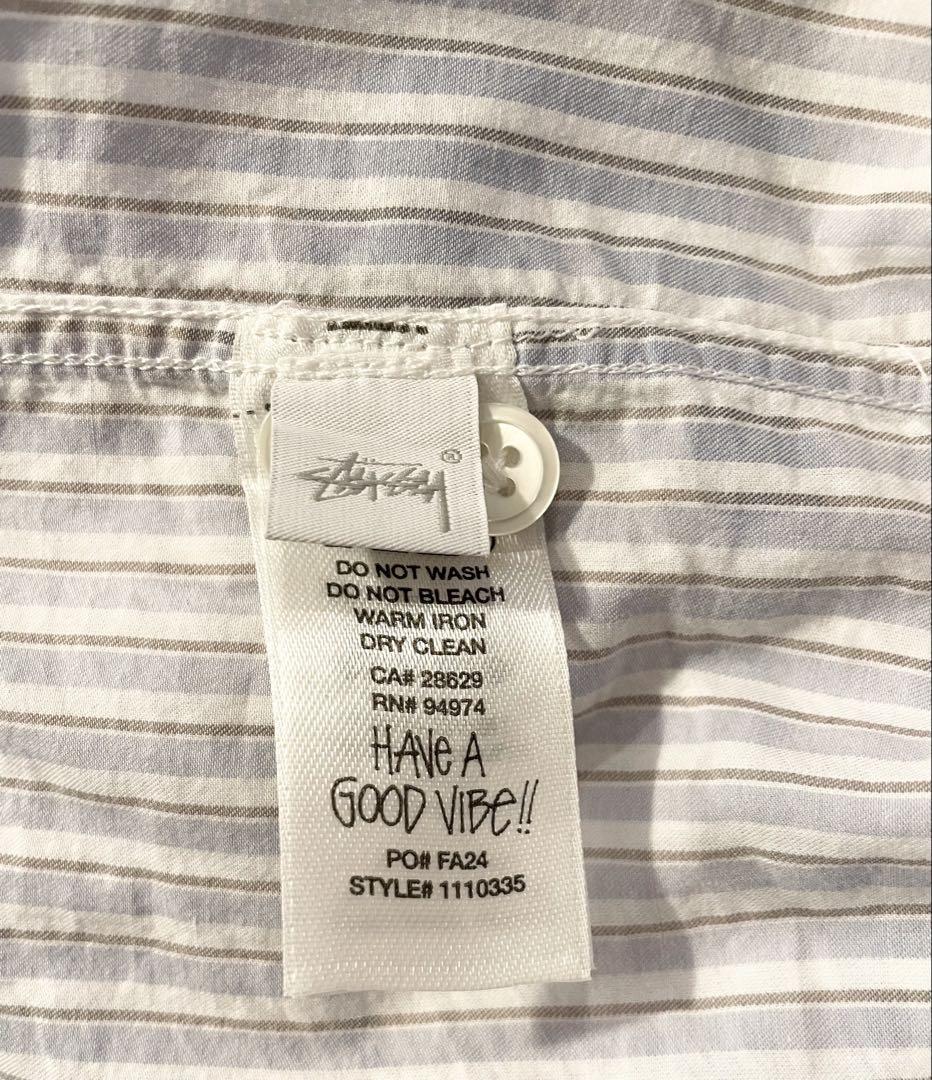 STÜSSY®
DO NOT WASH
DO NOT BLEACH
WARM IRON
DRY CLEAN
CA# 28629
RN# 94974
HAVe A
GOOD VIBe!!
PO# FA24
STYLE# 1110335